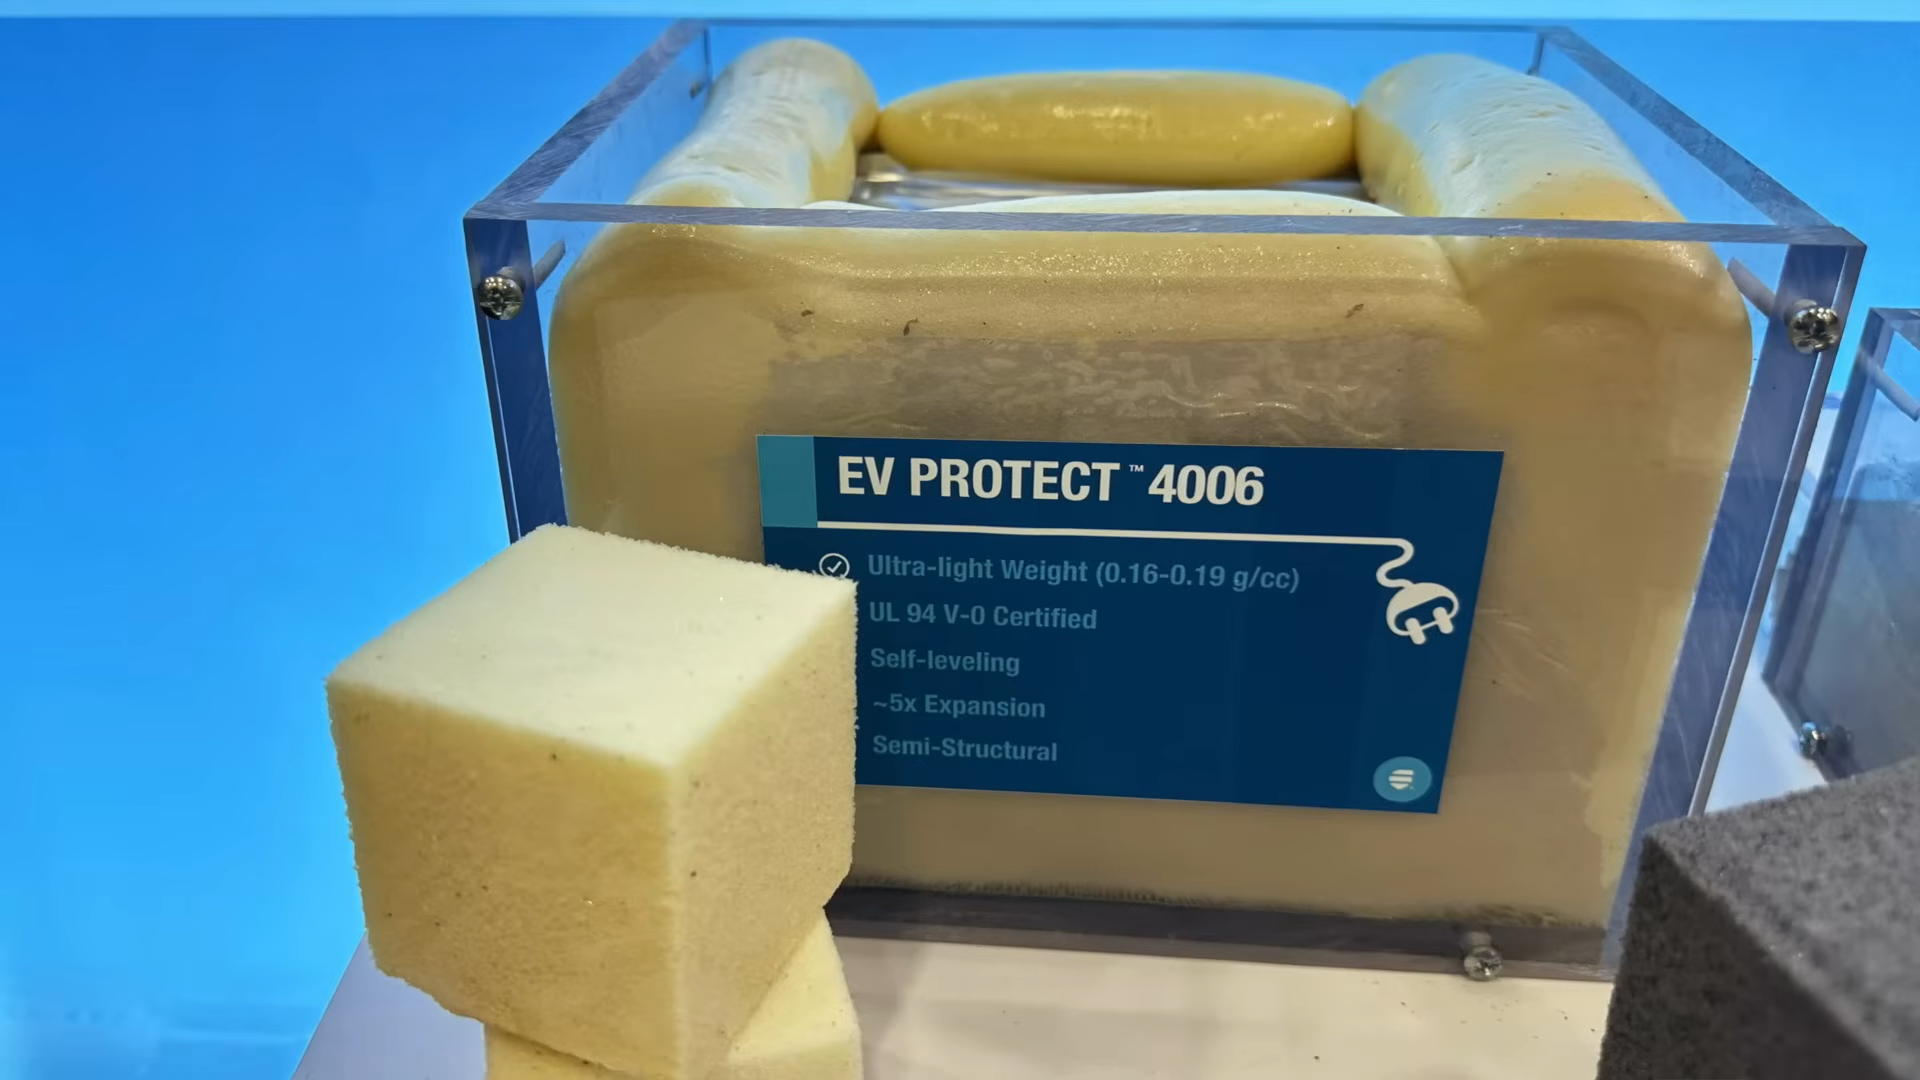 EV PROTECT™ 4006
Ultra-light Weight (0.16-0.19 g/cc)
UL 94 V-0 Certified
Self-leveling
~5x Expansion
Semi-Structural